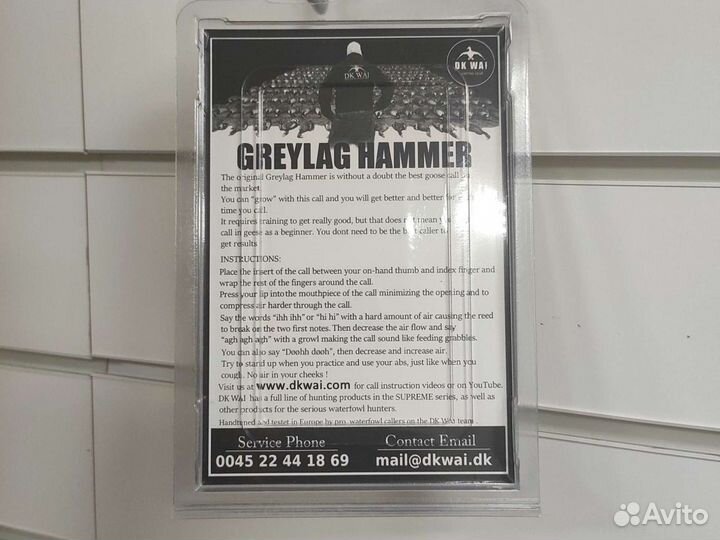 DK WAI
DK WAI
GREYLAG HAMMER
The original Greylag Hammer is without a doubt the best goose call on
the market.
You can "grow" with this call and you will get better and better for each
time you call.
It requires training to get really good, but that does not mean you
call in geese as a beginner. You dont need to be the best caller to
get results
INSTRUCTIONS:
Place the insert of the call between your on-hand thumb and index finger and
wrap the rest of the fingers around the call.
Press your lip into the mouthpiece of the call minimizing the opening and to
compress air harder through the call.
Say the words "ihh ihh" or "hi hi" with a hard amount of air causing the reed
to break on the two first notes. Then decrease the air flow and say
"agh agh agh" with a growl making the call sound like feeding grabbles.
You can also say "Døøhh døøh", then decrease and increase air.
Try to stand up when you practice and use your abs, just like when you
cough. No air in your cheeks !
Visit us at www.dkwai.com for call instruction videos or on YouTube.
DK WAI has a full line of hunting products in the SUPREME series, as well as
other products for the serious waterfowl hunters.
Handtuned and testet in Europe by pro. waterfowl callers on the DK WAI team .
Service Phone
Contact Email
0045 22 44 18 69
mail@dkwai.dk
Avito